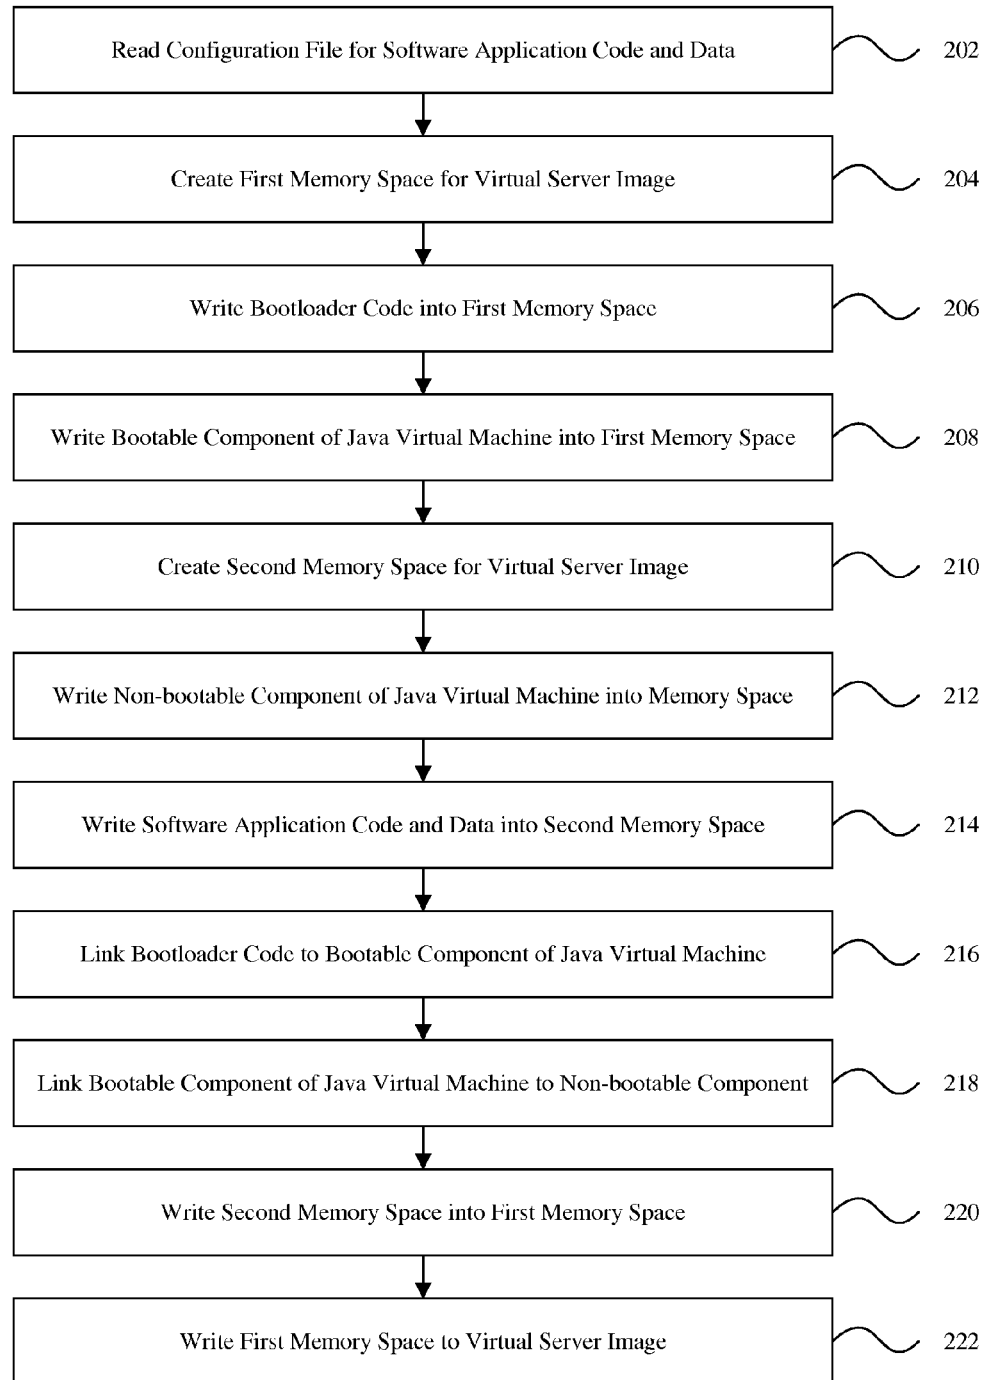 Read Configuration File for Software Application Code and Data 202
Create First Memory Space for Virtual Server Image 204
Write Bootloader Code into First Memory Space 206
Write Bootable Component of Java Virtual Machine into First Memory Space 208
Create Second Memory Space for Virtual Server Image 210
Write Non-bootable Component of Java Virtual Machine into Memory Space 212
Write Software Application Code and Data into Second Memory Space 214
Link Bootloader Code to Bootable Component of Java Virtual Machine 216
Link Bootable Component of Java Virtual Machine to Non-bootable Component 218
Write Second Memory Space into First Memory Space 220
Write First Memory Space to Virtual Server Image 222